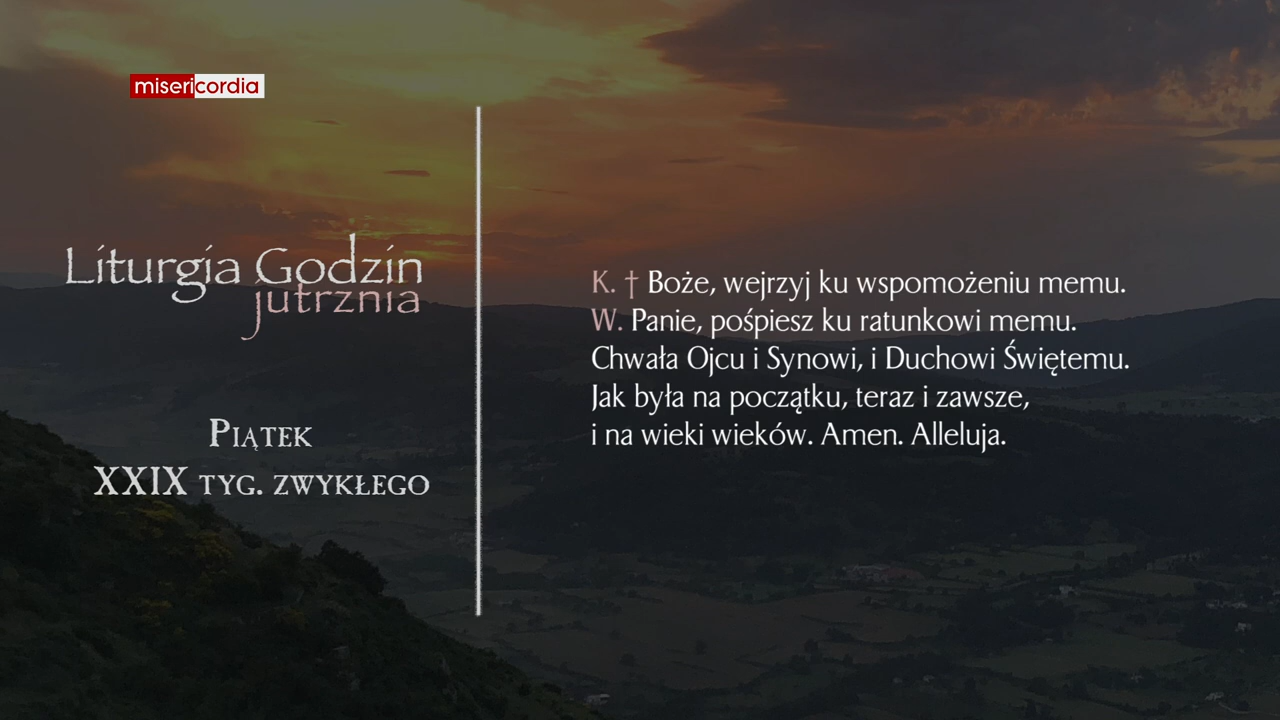 misericordia
Liturgia Godzin
jutrznia
Piątek
XXIX tyg. zwykłego
K. † Boże, wejrzyj ku wspomożeniu memu.
W. Panie, pośpiesz ku ratunkowi memu.
Chwała Ojcu i Synowi, i Duchowi Świętemu.
Jak była na początku, teraz i zawsze,
i na wieki wieków. Amen. Alleluja.